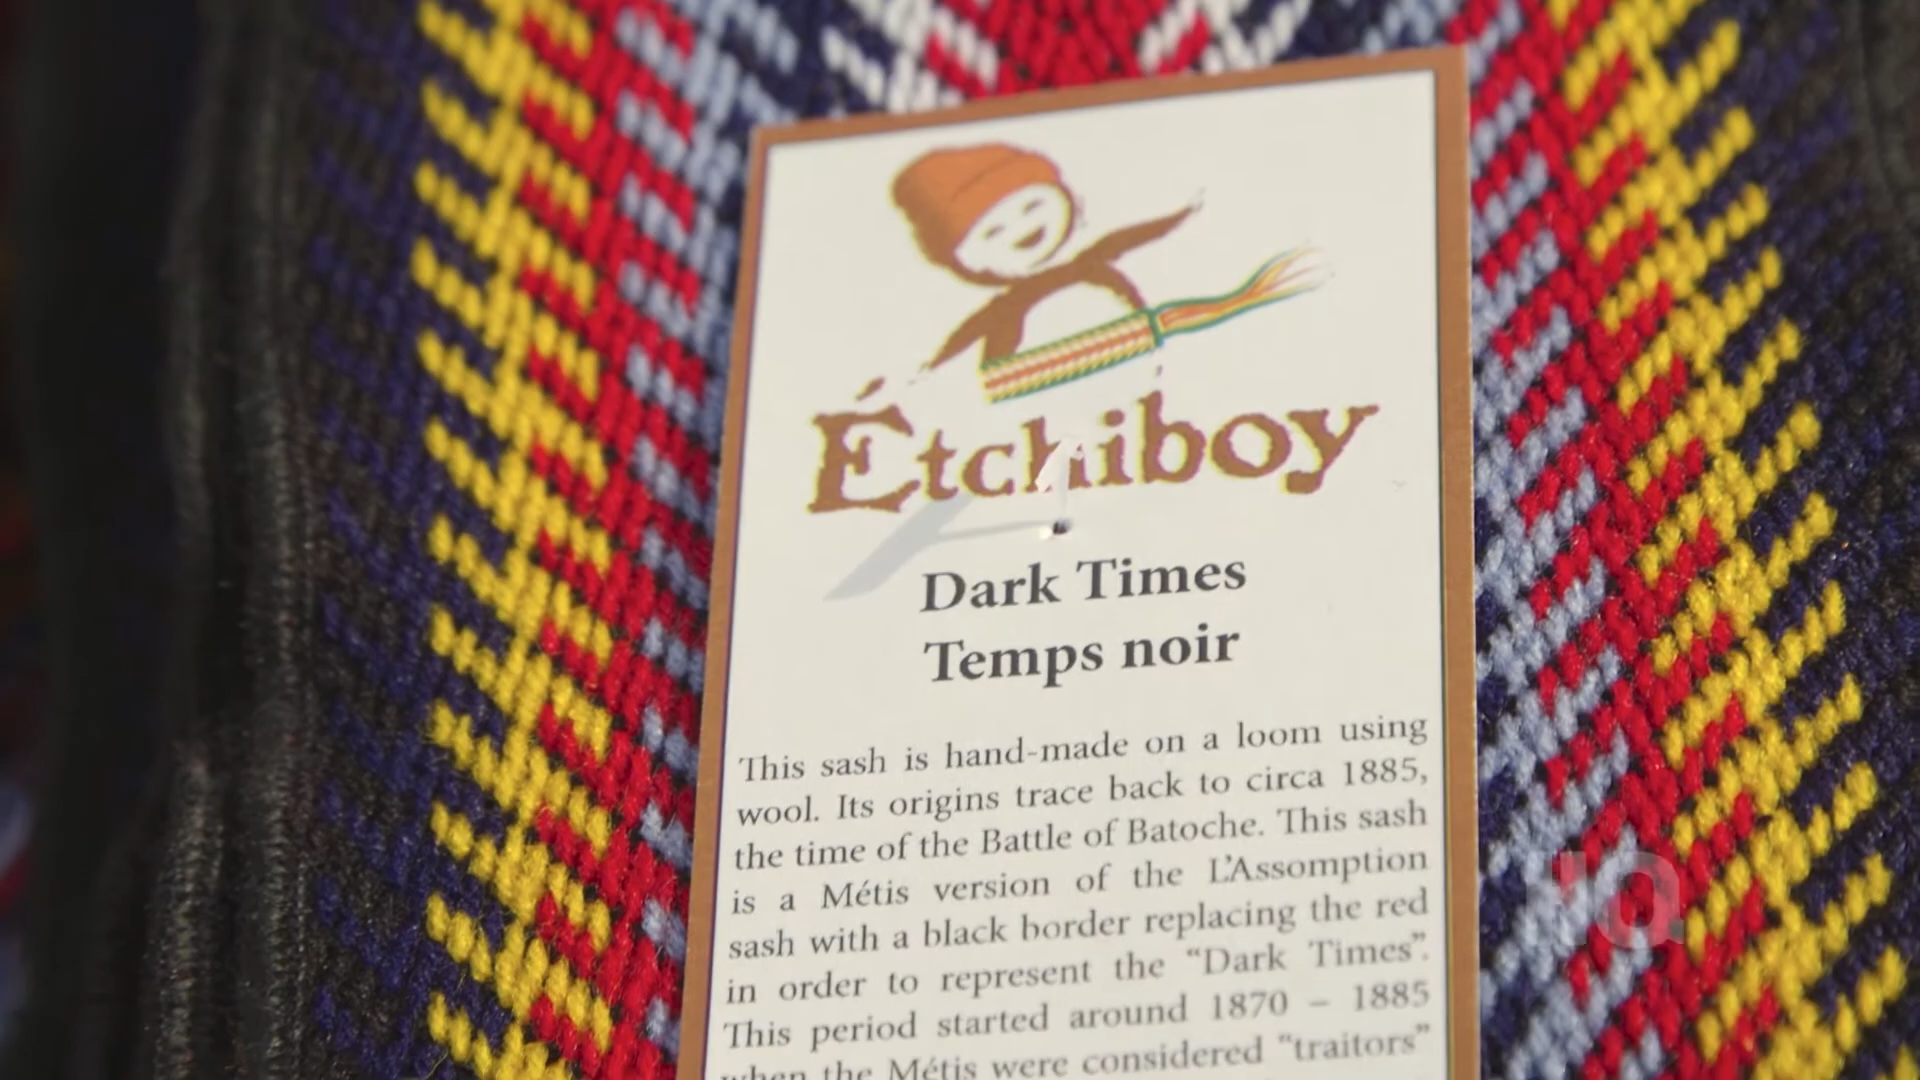 Étchiboy
Dark Times
Temps noir
This sash is hand-made on a loom using
wool. Its origins trace back to circa 1885,
the time of the Battle of Batoche. This sash
is a Métis version of the L'Assomption
sash with a black border replacing the red
in order to represent the “Dark Times”.
This period started around 1870 – 1885
when the Métis were considered “traitors”